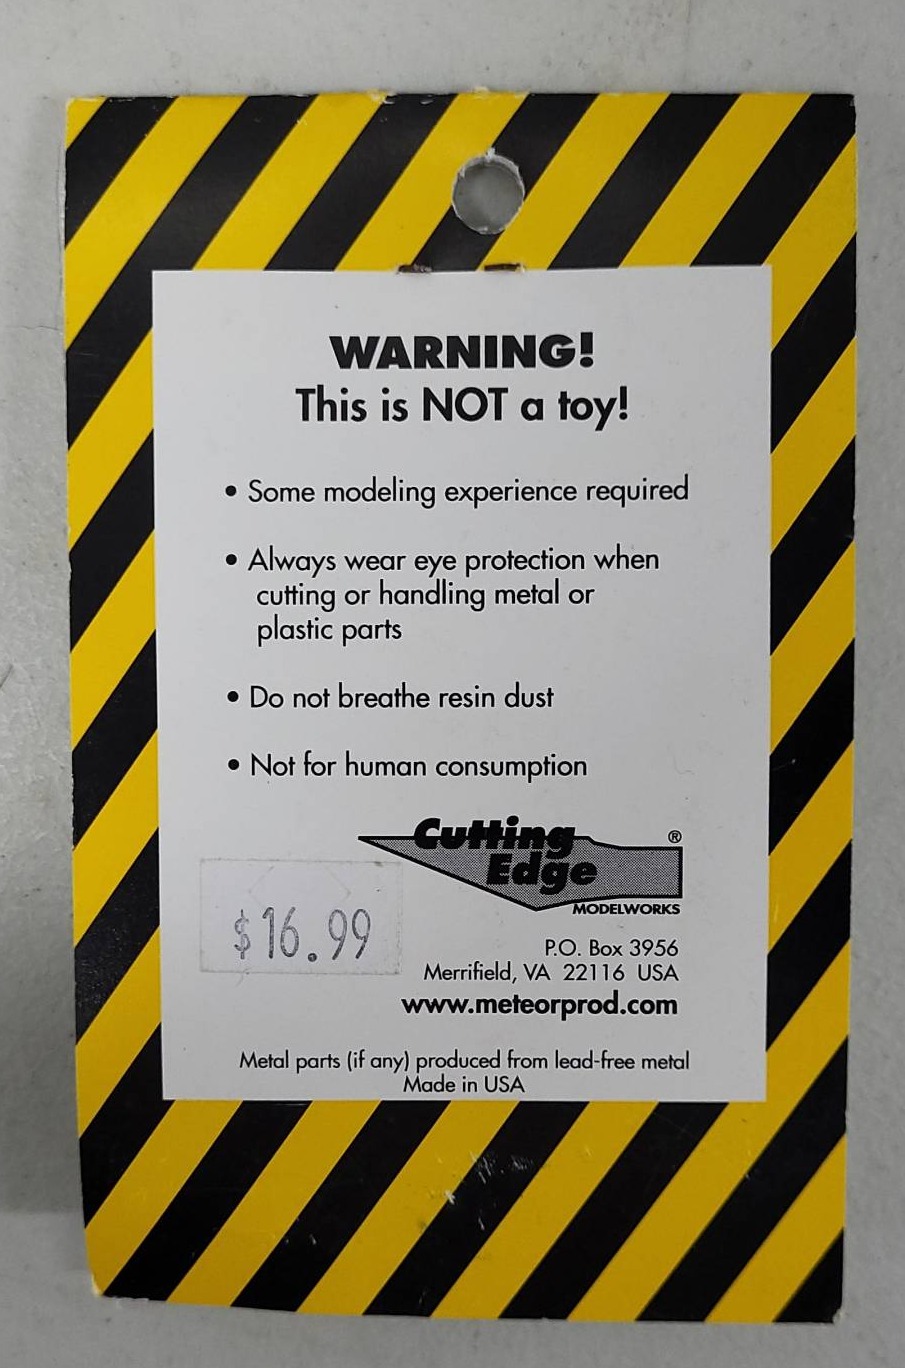 WARNING!
This is NOT a toy!
• Some modeling experience required
• Always wear eye protection when
cutting or handling metal or
plastic parts
• Do not breathe resin dust
• Not for human consumption
Cutting
Edge
®
MODELWORKS
$16.99
P.O. Box 3956
Merrifield, VA 22116 USA
www.meteorprod.com
Metal parts (if any) produced from lead-free metal
Made in USA